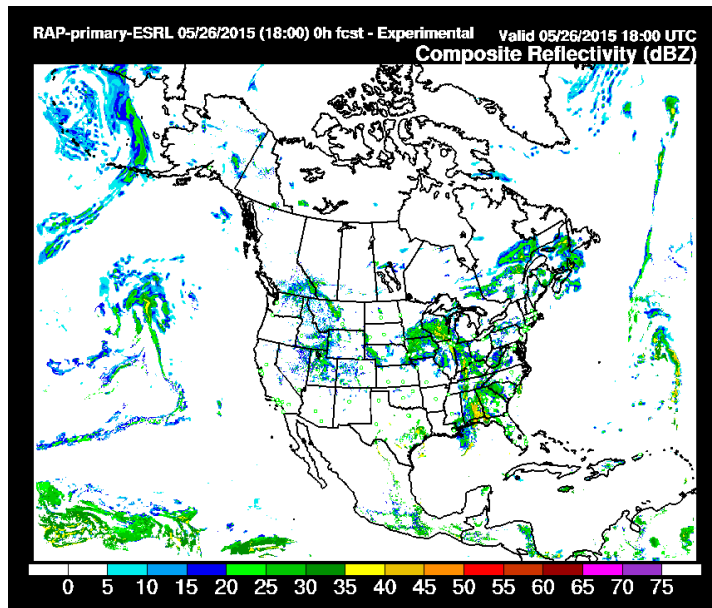 RAP-primary-ESRL 05/26/2015 (18:00) 0h fcst - Experimental Valid 05/26/2015 18:00 UTC
Composite Reflectivity (dBZ)
0 5 10 15 20 25 30 35 40 45 50 55 60 65 70 75